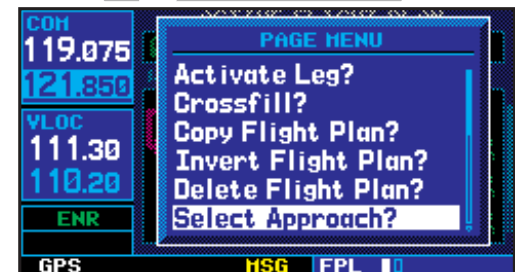 COM
119.075
121.850
VLOC
111.30
110.20
ENR
GPS
PAGE MENU
Activate Leg?
Crossfill?
Copy Flight Plan?
Invert Flight Plan?
Delete Flight Plan?
Select Approach?
MSG
FPL